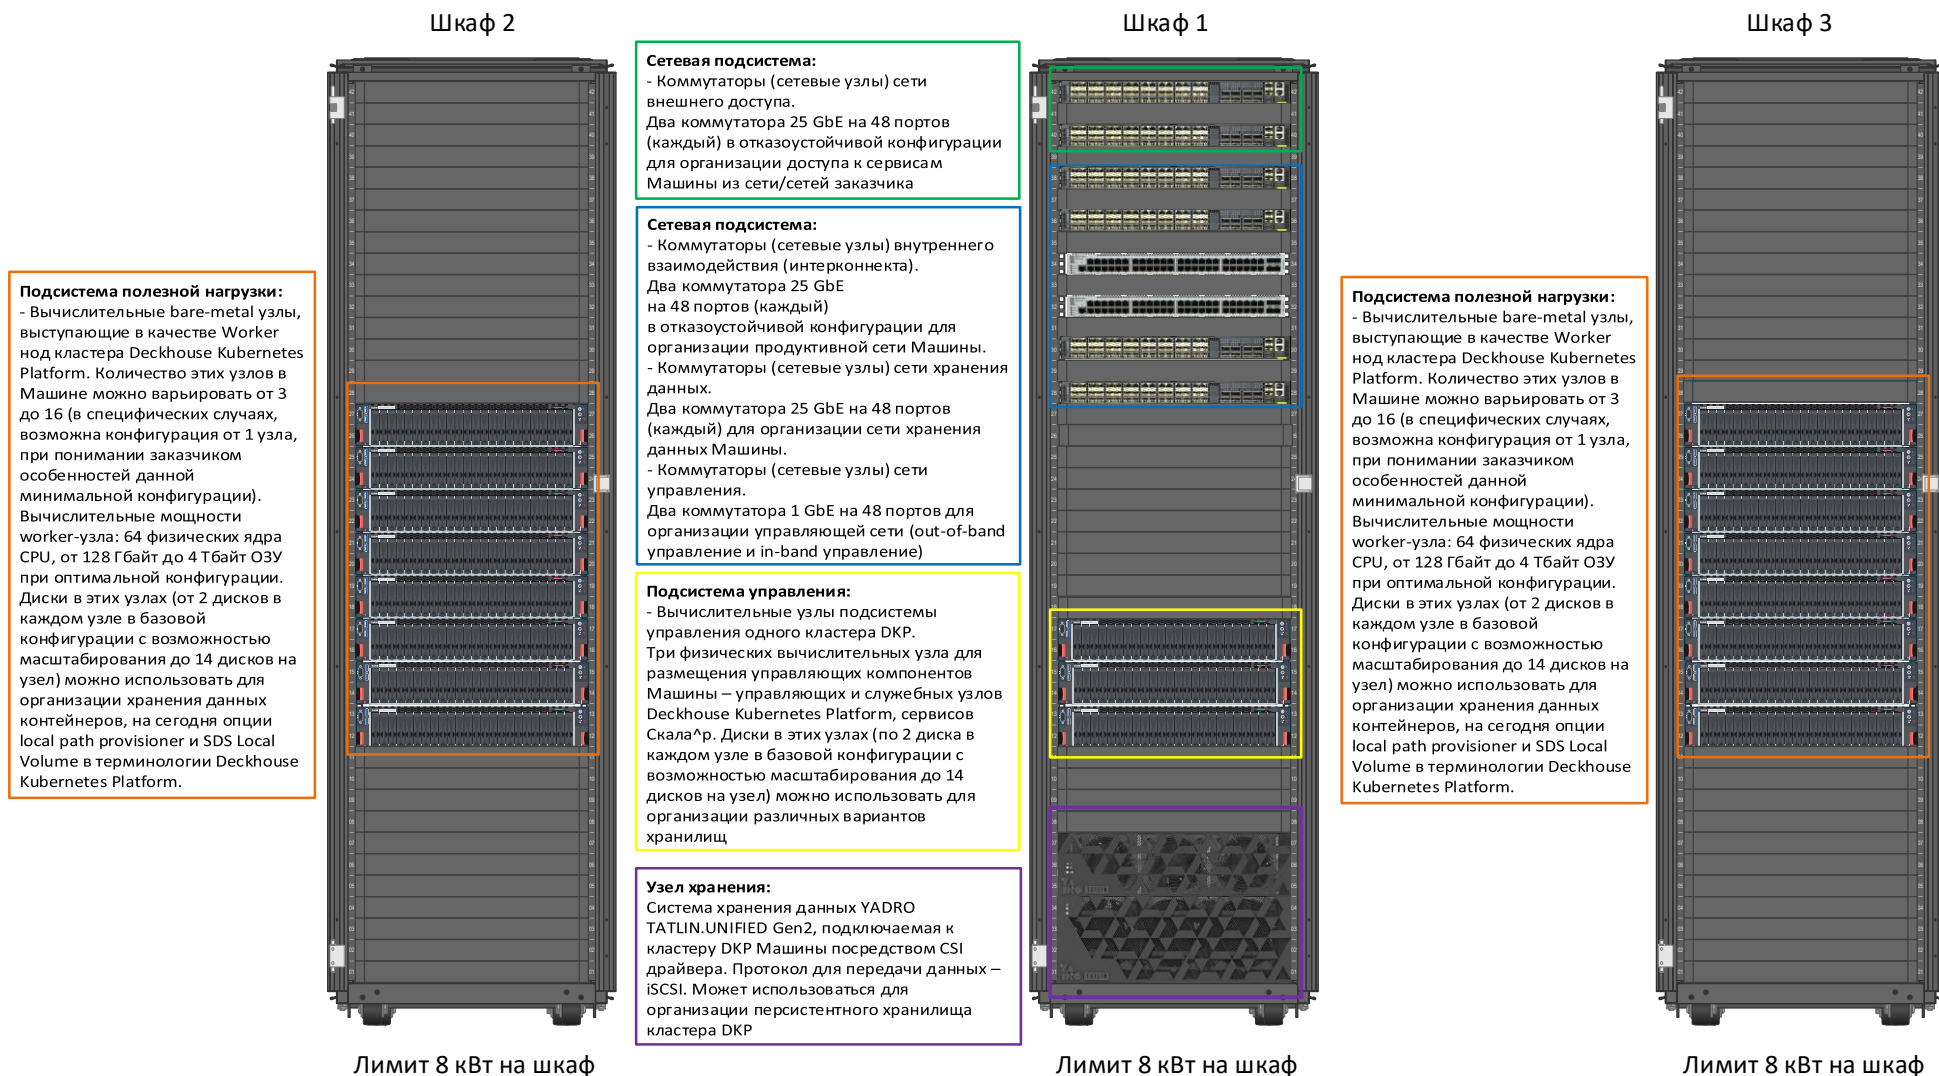 Шкаф 2
Шкаф 1
Шкаф 3
Подсистема полезной нагрузки:
- Вычислительные bare-metal узлы,
выступающие в качестве Worker
нод кластера Deckhouse Kubernetes
Platform. Количество этих узлов в
Машине можно варьировать от 3
до 16 (в специфических случаях,
возможна конфигурация от 1 узла,
при понимании заказчиком
особенностей данной
минимальной конфигурации).
Вычислительные мощности
worker-узла: 64 физических ядра
CPU, от 128 Гбайт до 4 Тбайт ОЗУ
при оптимальной конфигурации.
Диски в этих узлах (от 2 дисков в
каждом узле в базовой
конфигурации с возможностью
масштабирования до 14 дисков на
узел) можно использовать для
организации хранения данных
контейнеров, на сегодня опции
local path provisioner и SDS Local
Volume в терминологии Deckhouse
Kubernetes Platform.
Сетевая подсистема:
- Коммутаторы (сетевые узлы) сети
внешнего доступа.
Два коммутатора 25 GbE на 48 портов
(каждый) в отказоустойчивой конфигурации
для организации доступа к сервисам
Машины из сети/сетей заказчика
Сетевая подсистема:
- Коммутаторы (сетевые узлы) внутреннего
взаимодействия (интерконнекта).
Два коммутатора 25 GbE
на 48 портов (каждый)
в отказоустойчивой конфигурации для
организации продуктивной сети Машины.
- Коммутаторы (сетевые узлы) сети хранения
данных.
Два коммутатора 25 GbE на 48 портов
(каждый) для организации сети хранения
данных Машины.
- Коммутаторы (сетевые узлы) сети
управления.
Два коммутатора 1 GbE на 48 портов для
организации управляющей сети (out-of-band
управление и in-band управление)
Подсистема управления:
- Вычислительные узлы подсистемы
управления одного кластера DKP.
Три физических вычислительных узла для
размещения управляющих компонентов
Машины – управляющих и служебных узлов
Deckhouse Kubernetes Platform, сервисов
Скала^р. Диски в этих узлах (по 2 диска в
каждом узле в базовой конфигурации с
возможностью масштабирования до 14
дисков на узел) можно использовать для
организации различных вариантов
хранилищ
Узел хранения:
Система хранения данных YADRO
TATLIN.UNIFIED Gen2, подключаемая к
кластеру DKP Машины посредством CSI
драйвера. Протокол для передачи данных –
iSCSI. Может использоваться для
организации персистентного хранилища
кластера DKP
Подсистема полезной нагрузки:
- Вычислительные bare-metal узлы,
выступающие в качестве Worker
нод кластера Deckhouse Kubernetes
Platform. Количество этих узлов в
Машине можно варьировать от 3
до 16 (в специфических случаях,
возможна конфигурация от 1 узла,
при понимании заказчиком
особенностей данной
минимальной конфигурации).
Вычислительные мощности
worker-узла: 64 физических ядра
CPU, от 128 Гбайт до 4 Тбайт ОЗУ
при оптимальной конфигурации.
Диски в этих узлах (от 2 дисков в
каждом узле в базовой
конфигурации с возможностью
масштабирования до 14 дисков на
узел) можно использовать для
организации хранения данных
контейнеров, на сегодня опции
local path provisioner и SDS Local
Volume в терминологии Deckhouse
Kubernetes Platform.
Лимит 8 кВт на шкаф
Лимит 8 кВт на шкаф
Лимит 8 кВт на шкаф